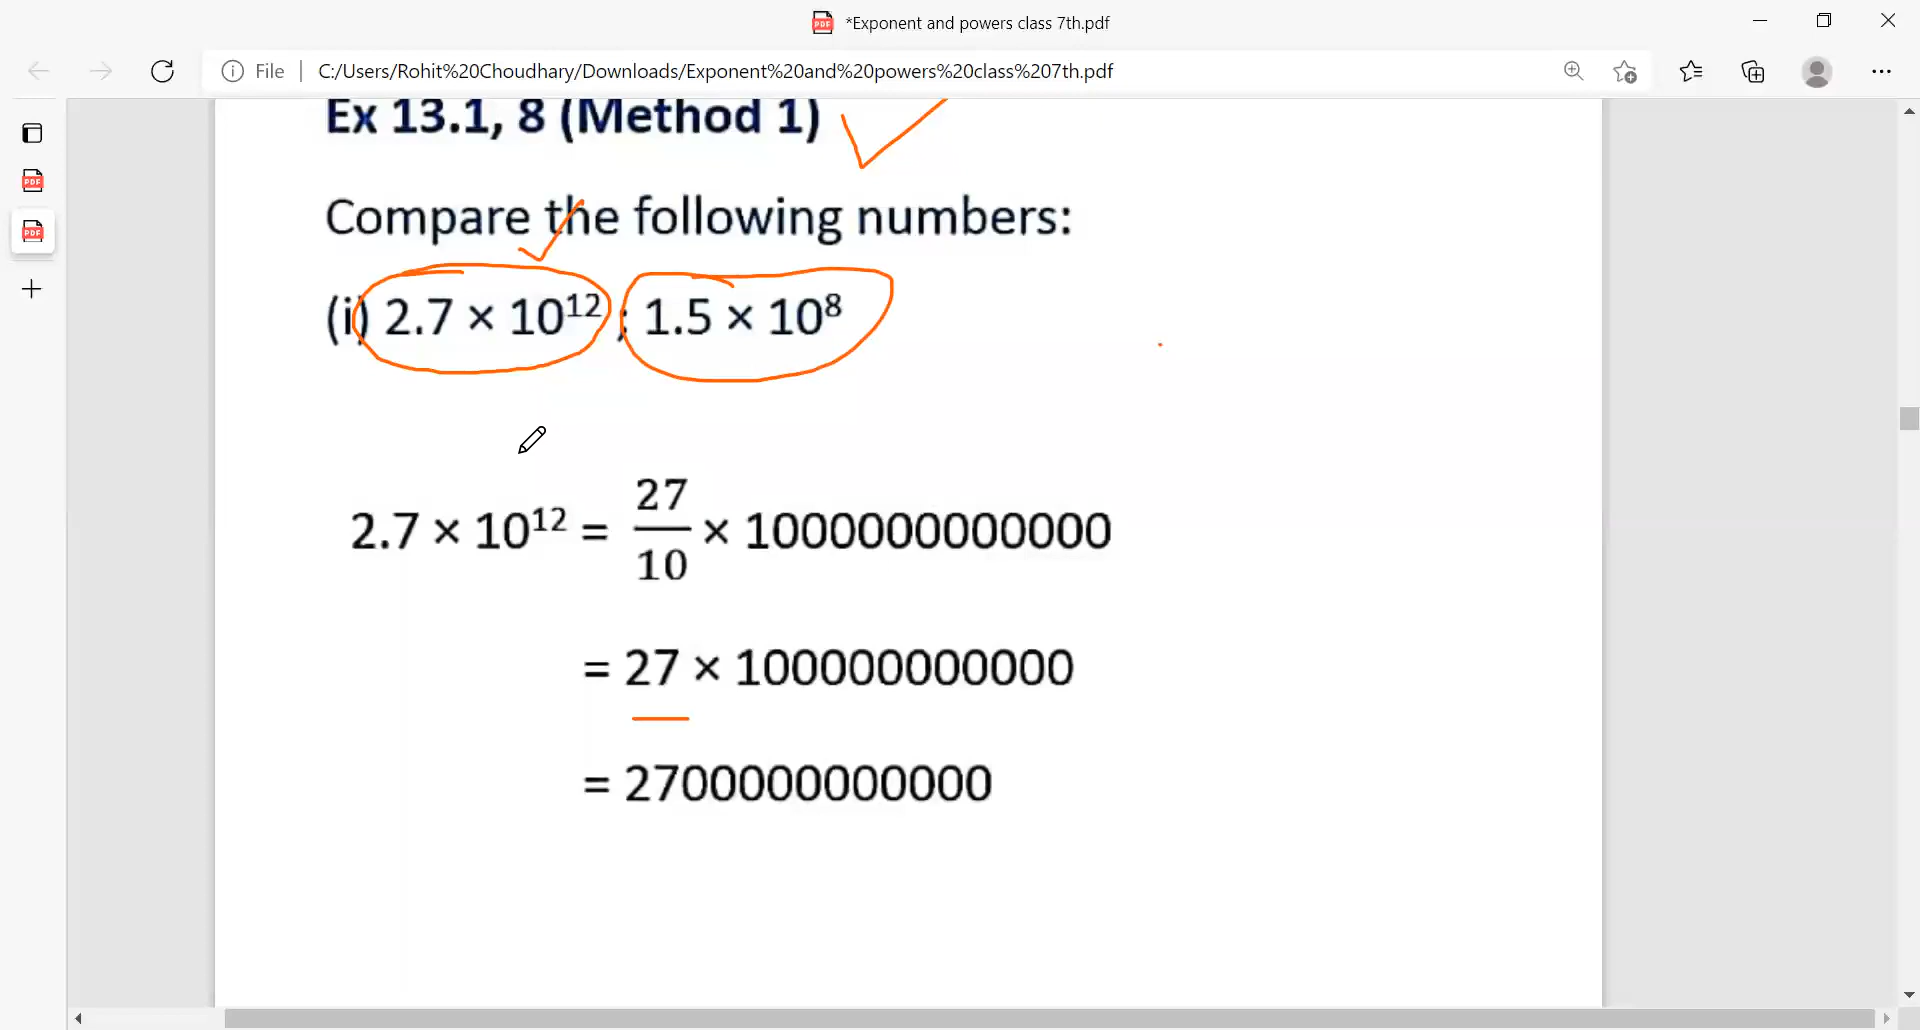 *Exponent and powers class 7th.pdf
File | C:/Users/Rohit%20Choudhary/Downloads/Exponent%20and%20powers%20class%207th.pdf
Ex 13.1, 8 (Method 1)
Compare the following numbers:
(i) 2.7 × 10¹² ; 1.5 × 10⁸
2.7 × 10¹² = 27/10 × 1000000000000
= 27 × 100000000000
= 2700000000000